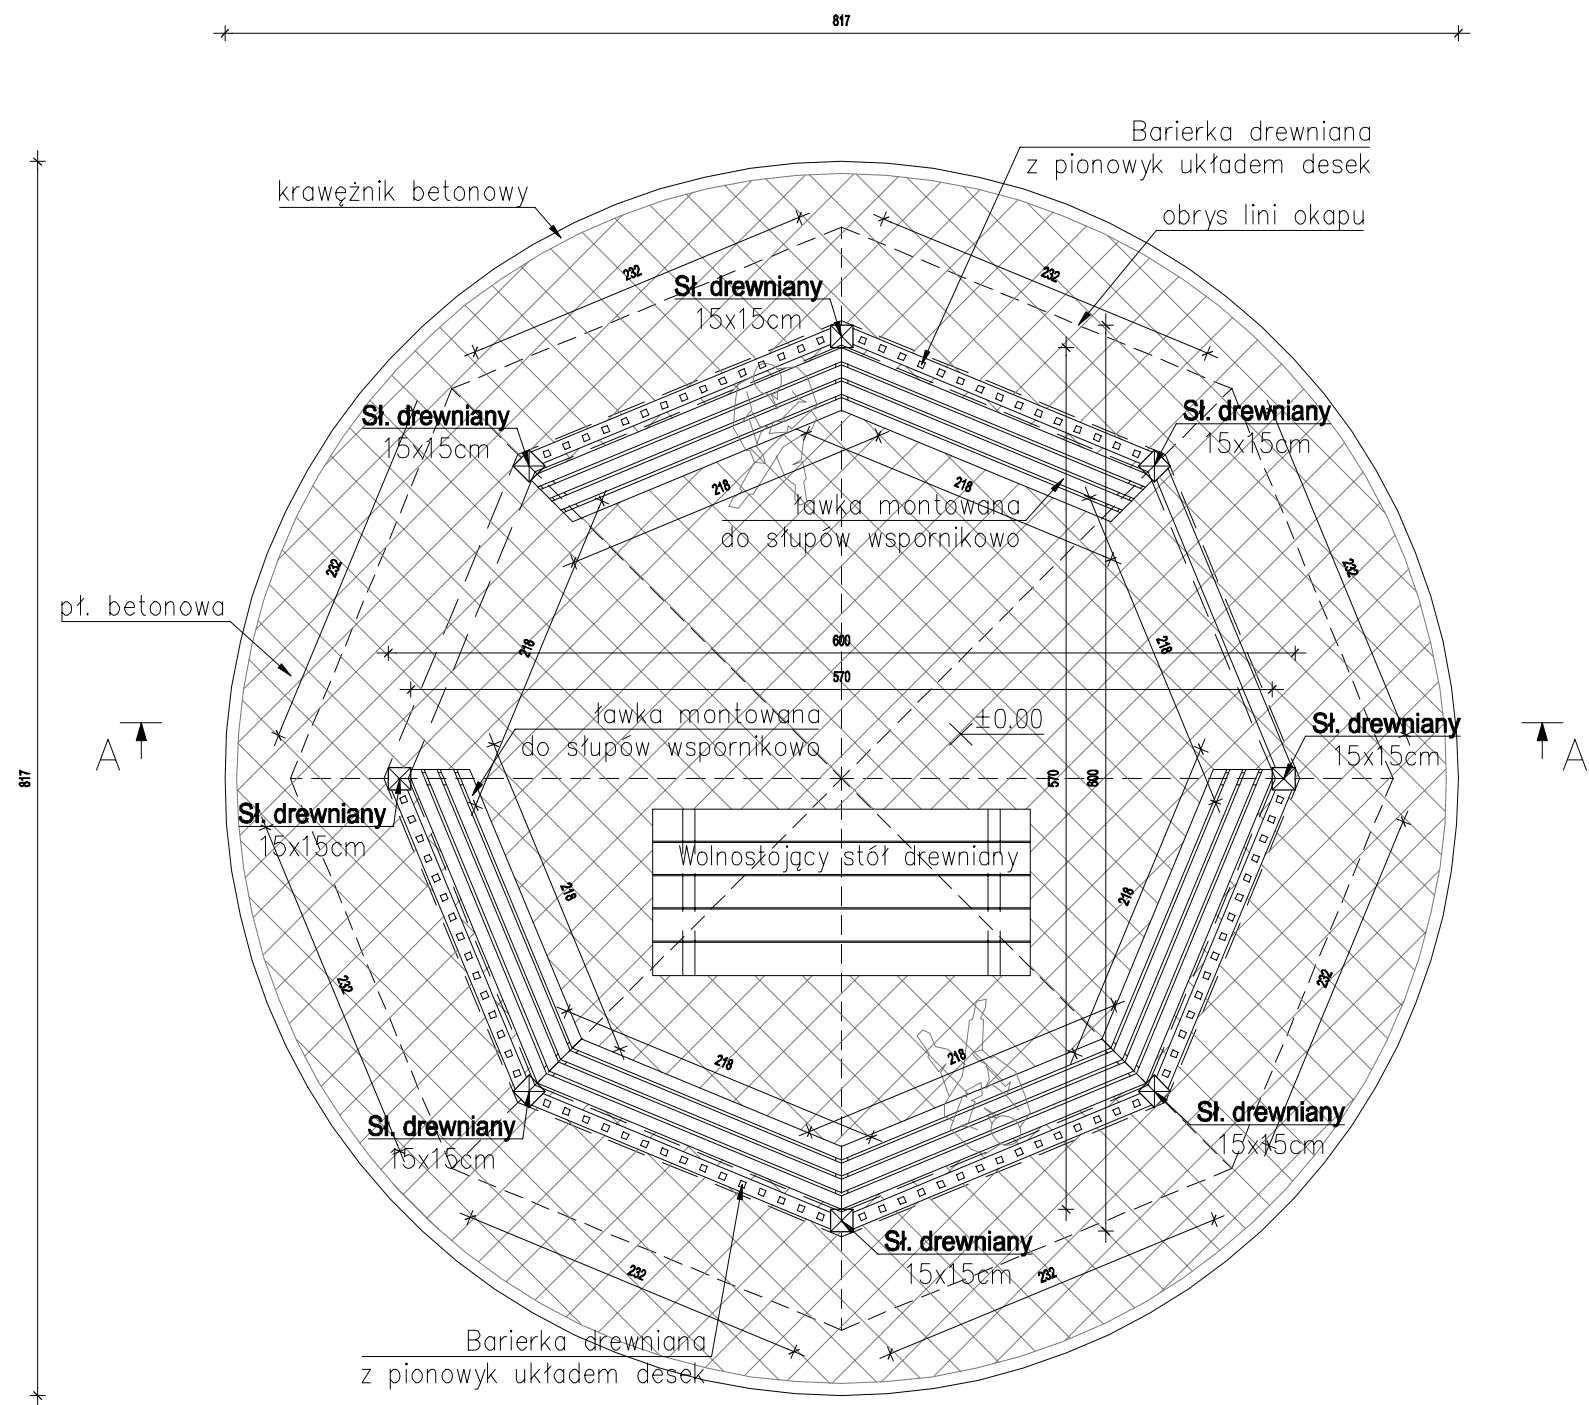 817
Barierka drewniana
z pionowyk układem desek
krawężnik betonowy
obrys lini okapu
232
232
Sł. drewniany
15x15cm
Sł. drewniany
15x15cm
Sł. drewniany
15x15cm
218
218
ławka montowana
do słupów wspornikowo
232
232
pł. betonowa
218
218
600
570
ławka montowana
do słupów wspornikowo
±0.00
Sł. drewniany
15x15cm
A
A
817
570
600
Sł. drewniany
15x15cm
Wolnostojący stół drewniany
218
218
232
232
218
218
Sł. drewniany
15x15cm
Sł. drewniany
15x15cm
Sł. drewniany
15x15cm
232
232
Barierka drewniana
z pionowyk układem desek